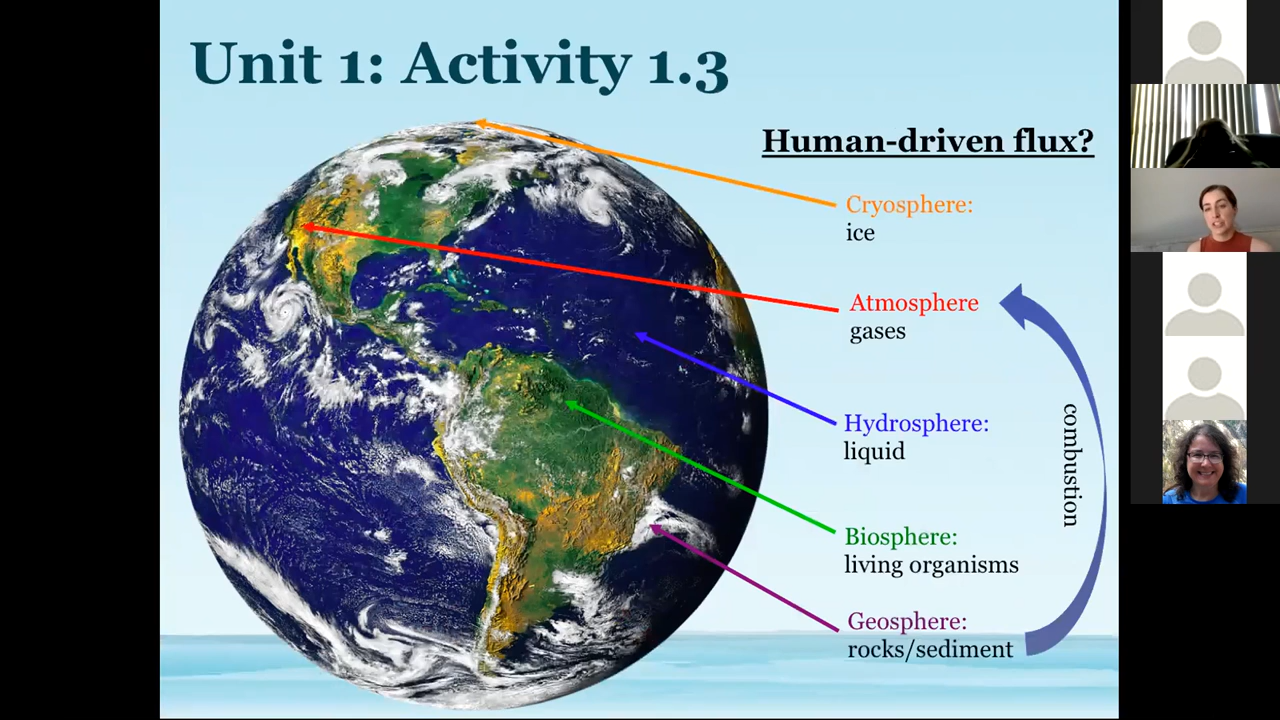 Unit 1: Activity 1.3
Human-driven flux?
Cryosphere:
ice
Atmosphere
gases
Hydrosphere:
liquid
combustion
Biosphere:
living organisms
Geosphere:
rocks/sediment